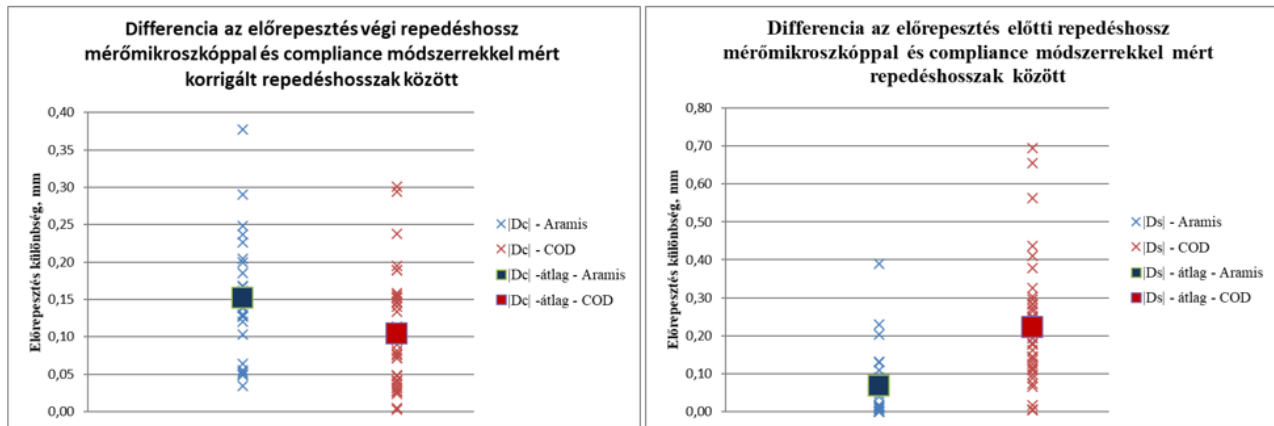 Differencia az előrepesztés végi repedéshossz
mérőmikroszkóppal és compliance módszerrekkel mért
korrigált repedéshosszak között
0,40
0,35
0,30
0,25
0,20
0,15
0,10
0,05
0,00
Előrepesztés különbség, mm
|Dc| - Aramis
|Dc| - COD
|Dc| -átlag - Aramis
|Dc| -átlag - COD
Differencia az előrepesztés előtti repedéshossz
mérőmikroszkóppal és compliance módszerrekkel mért
repedéshosszak között
0,80
0,70
0,60
0,50
0,40
0,30
0,20
0,10
0,00
Előrepesztés különbség, mm
|Ds| - Aramis
|Ds| - COD
|Ds| - átlag - Aramis
|Ds| - átlag - COD